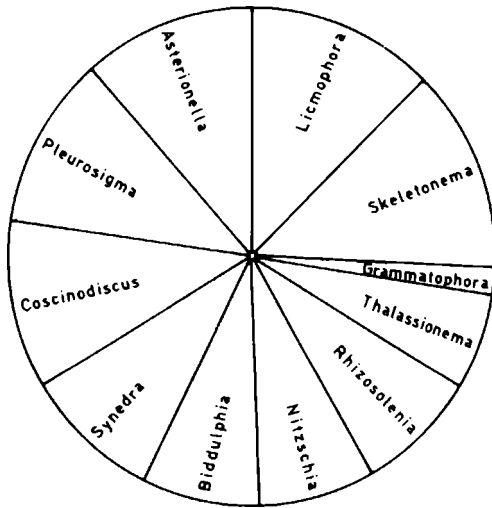 Asterionella
Licmophora
Pleurosigma
Skeletonema
Grammatophora
Coscinodiscus
Thalassionema
Rhizosolenia
Synedra
Biddulphia
Nitzschia